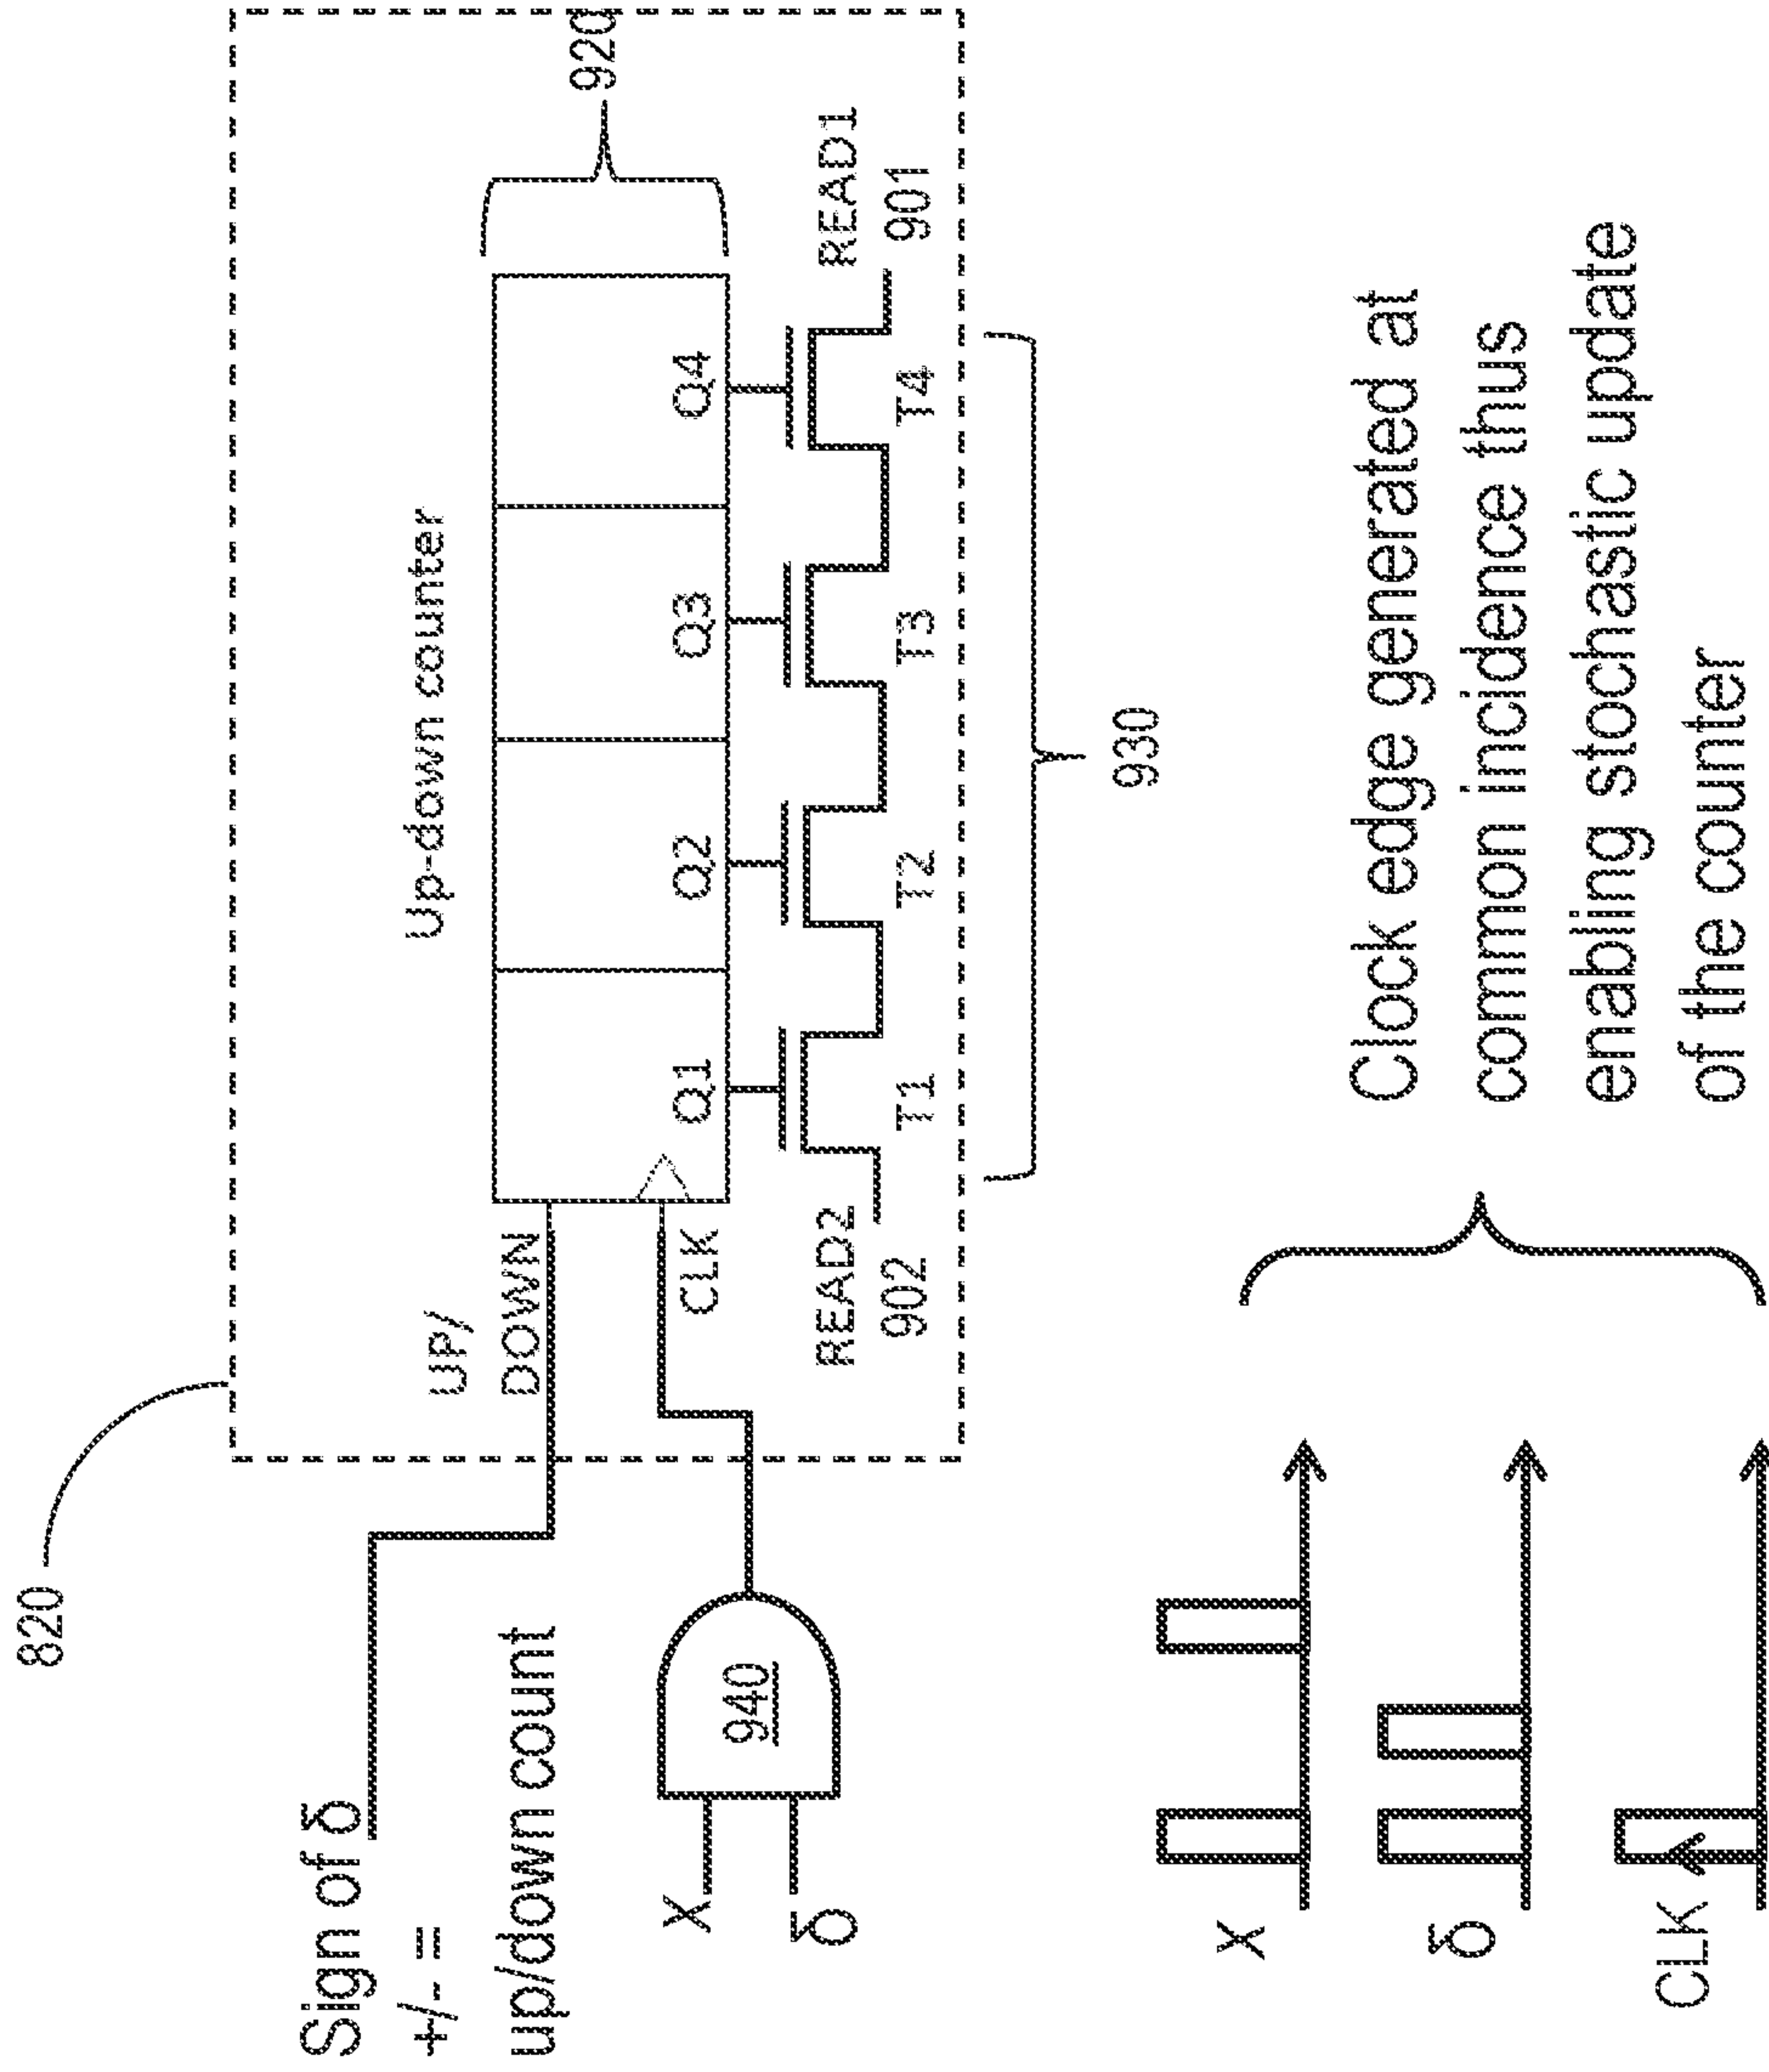 820
Up-down counter
920
Sign of δ
+/- =
up/down count
UP/
DOWN
CLK
Q1
Q2
Q3
Q4
X
δ
940
READ2
902
T1
T2
T3
T4
READ1
901
930
X
δ
CLK
Clock edge generated at
common incidence thus
enabling stochastic update
of the counter